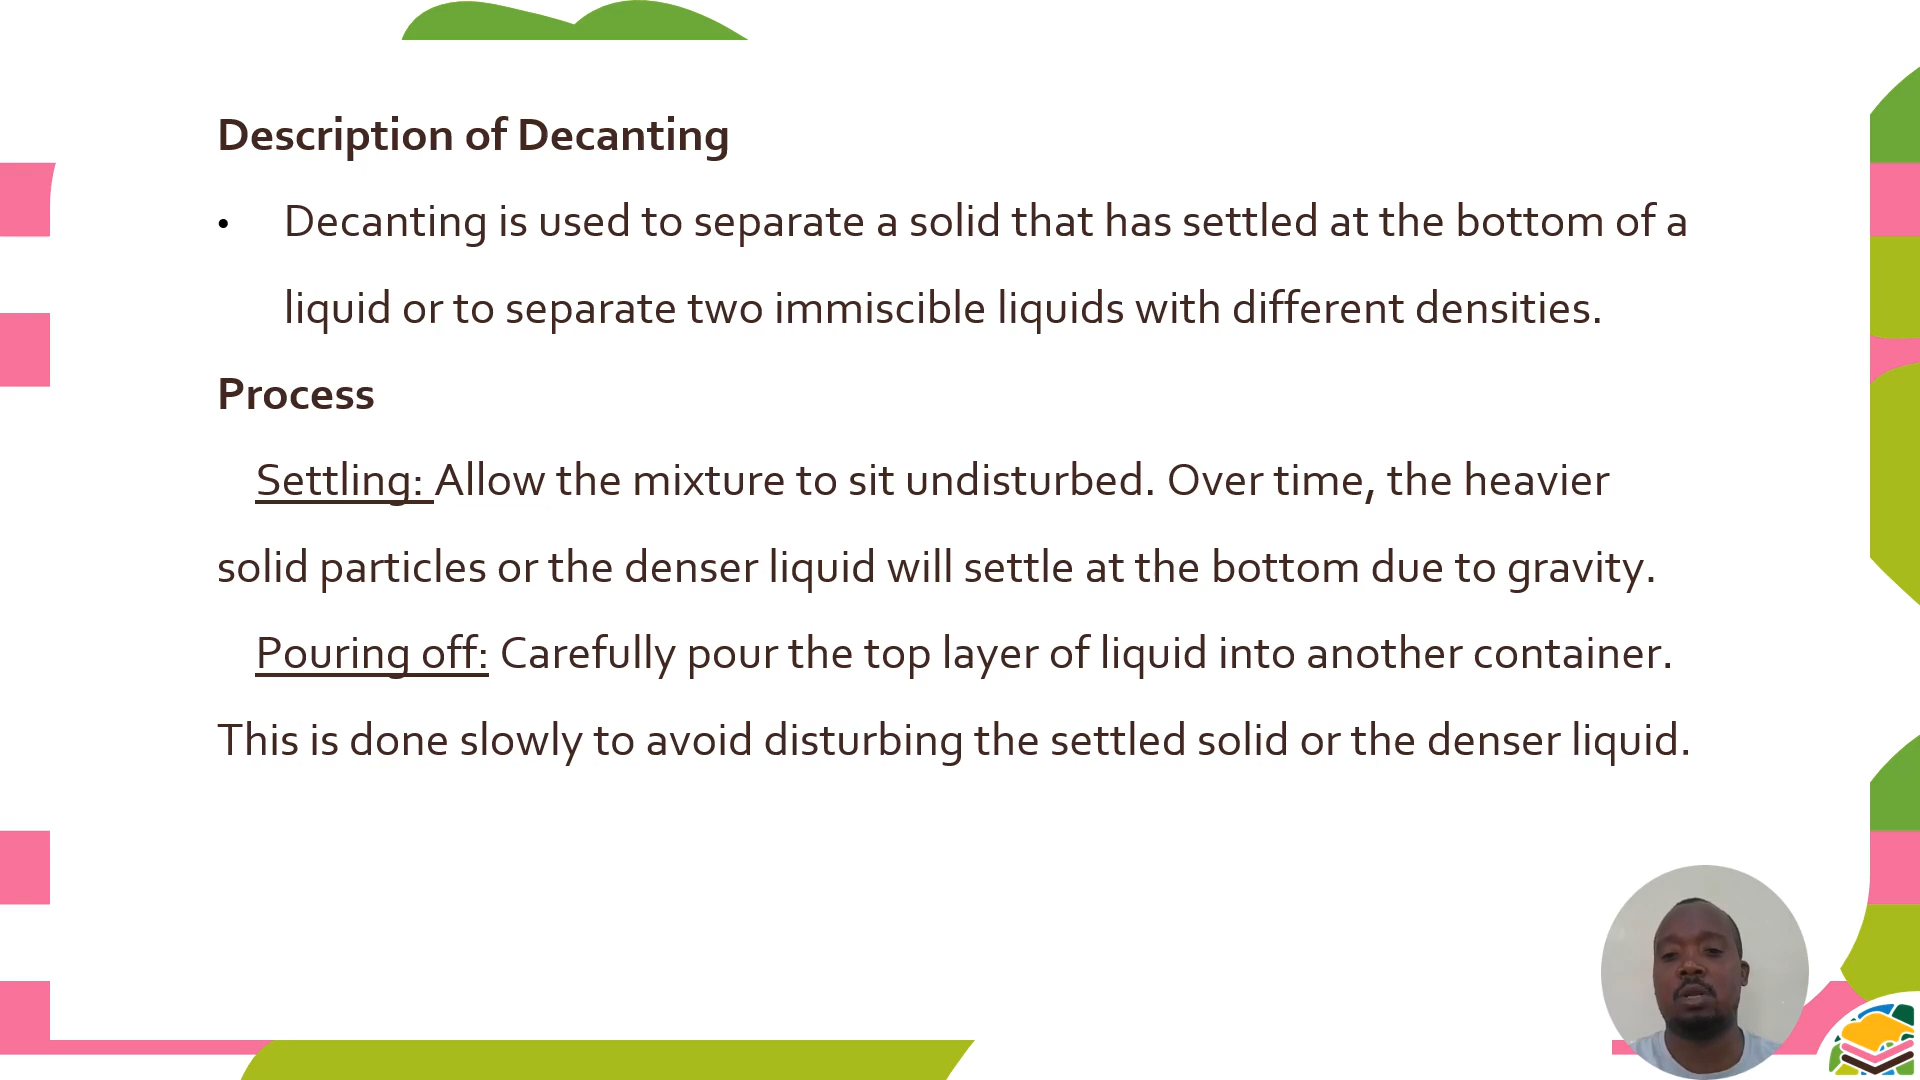 Description of Decanting
• Decanting is used to separate a solid that has settled at the bottom of a
liquid or to separate two immiscible liquids with different densities.
Process
Settling: Allow the mixture to sit undisturbed. Over time, the heavier
solid particles or the denser liquid will settle at the bottom due to gravity.
Pouring off: Carefully pour the top layer of liquid into another container.
This is done slowly to avoid disturbing the settled solid or the denser liquid.